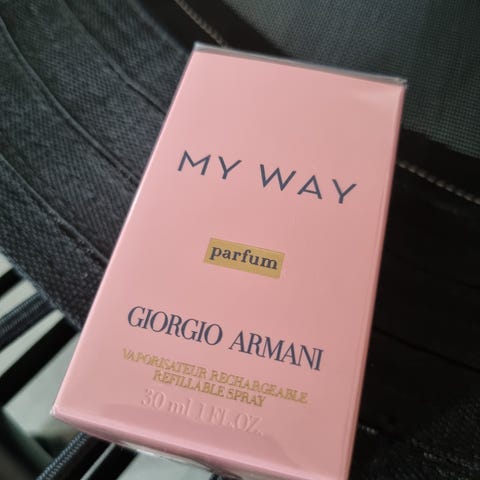 MY WAY
parfum
GIORGIO ARMANI
VAPORISATEUR RECHARGEABLE
REFILLABLE SPRAY
30 ml 1 FL.OZ.